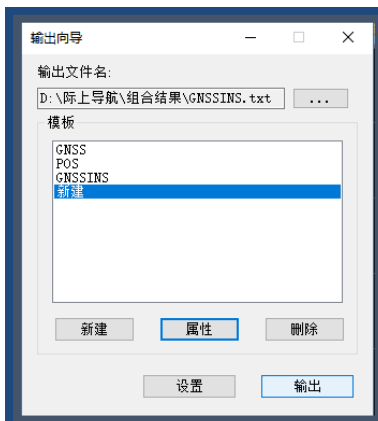 输出向导
输出文件名:
D:\际上导航\组合结果\GNSSINS.txt ...
模板
GNSS
POS
GNSSINS
新建
新建 属性 删除
设置 输出